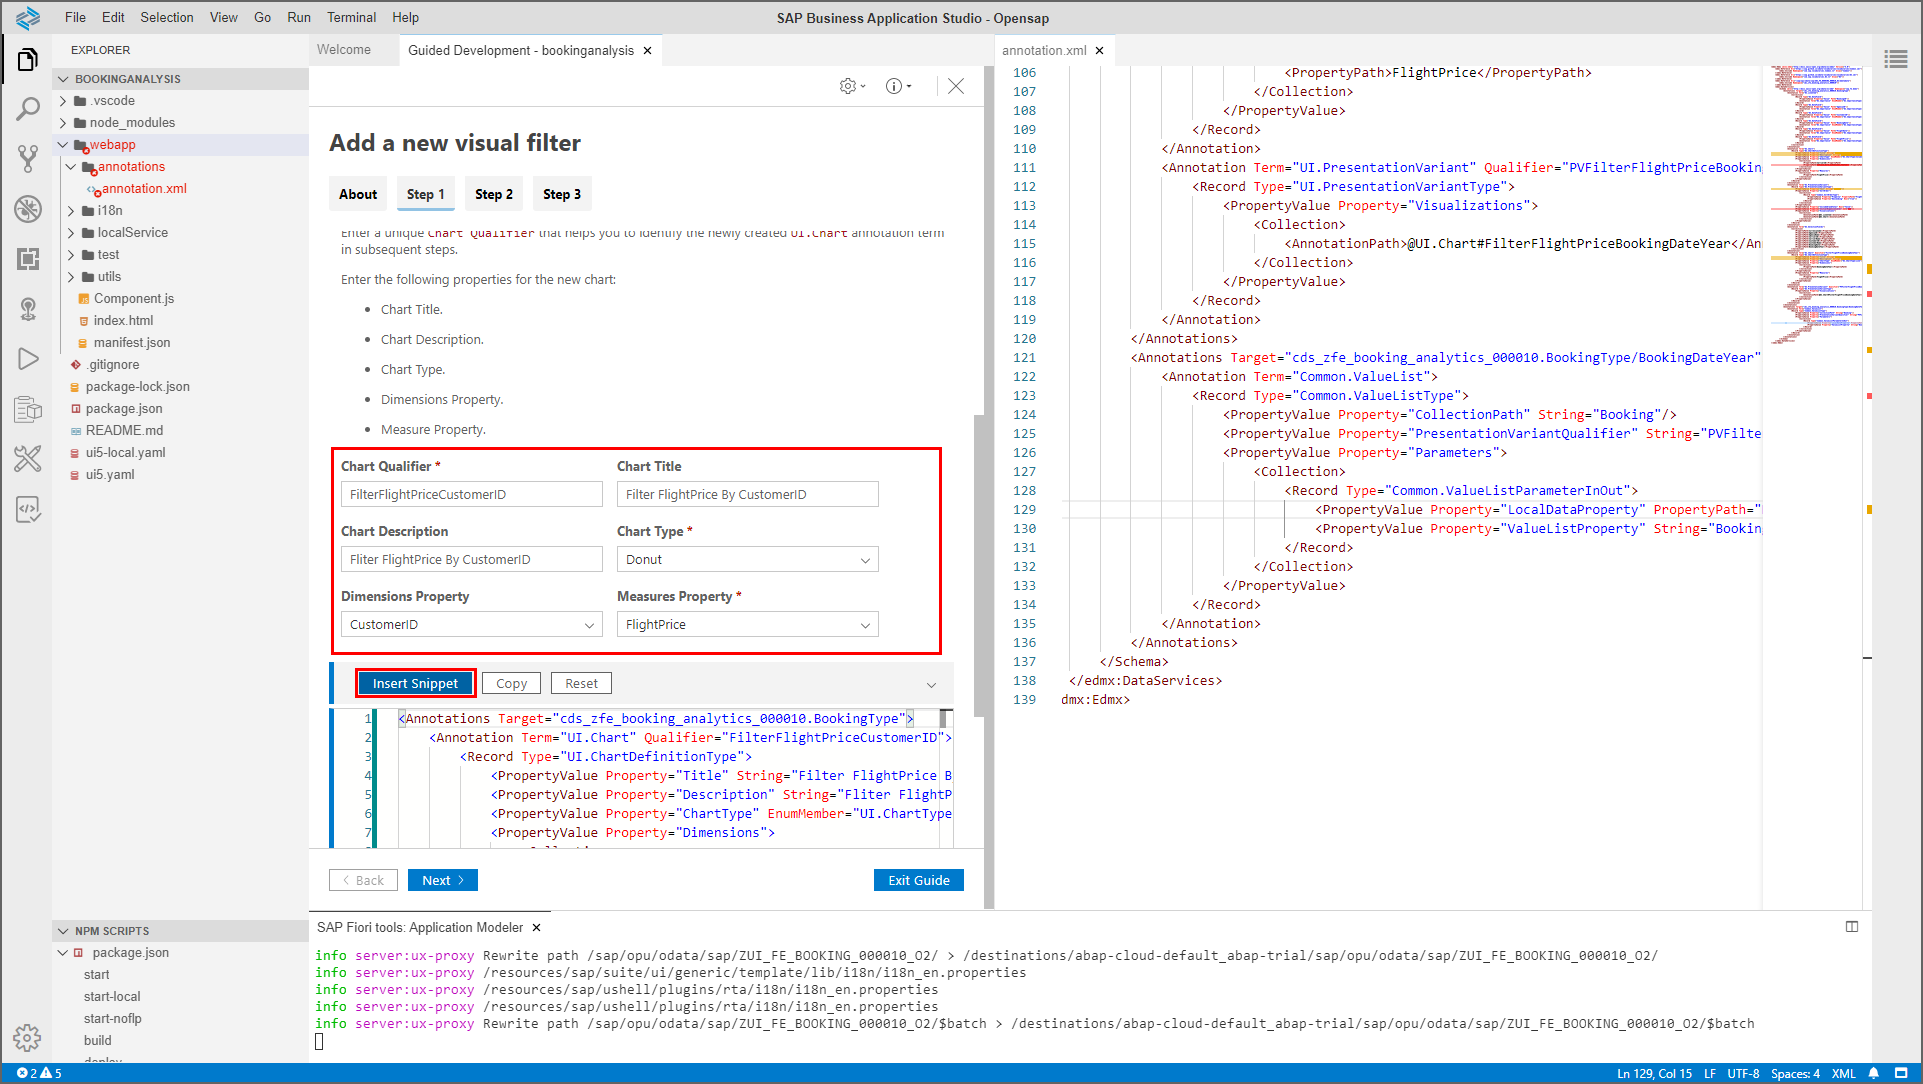 File Edit Selection View Go Run Terminal Help
SAP Business Application Studio - Opensap
EXPLORER
BOOKINGANALYSIS
.vscode
node_modules
webapp
annotations
annotation.xml
i18n
localService
test
utils
Component.js
index.html
manifest.json
.gitignore
package-lock.json
package.json
README.md
ui5-local.yaml
ui5.yaml
NPM SCRIPTS
package.json
start
start-local
start-noflp
build
deploy
Welcome
Guided Development - bookinganalysis
Add a new visual filter
About Step 1 Step 2 Step 3
Enter a unique Chart Qualifier that helps you to identify the newly created UI.Chart annotation term
in subsequent steps.
Enter the following properties for the new chart:
• Chart Title.
• Chart Description.
• Chart Type.
• Dimensions Property.
• Measure Property.
Chart Qualifier * Chart Title
FilterFlightPriceCustomerID Filter FlightPrice By CustomerID
Chart Description Chart Type *
Fliter FlightPrice By CustomerID Donut
Dimensions Property Measures Property *
CustomerID FlightPrice
Insert Snippet Copy Reset
1 <Annotations Target="cds_zfe_booking_analytics_000010.BookingType">
2 <Annotation Term="UI.Chart" Qualifier="FilterFlightPriceCustomerID">
3 <Record Type="UI.ChartDefinitionType">
4 <PropertyValue Property="Title" String="Filter FlightPrice B
5 <PropertyValue Property="Description" String="Fliter FlightP
6 <PropertyValue Property="ChartType" EnumMember="UI.ChartType
7 <PropertyValue Property="Dimensions">
< Back Next > Exit Guide
annotation.xml
106 <PropertyPath>FlightPrice</PropertyPath>
107 </Collection>
108 </PropertyValue>
109 </Record>
110 </Annotation>
111 <Annotation Term="UI.PresentationVariant" Qualifier="PVFilterFlightPriceBooking
112 <Record Type="UI.PresentationVariantType">
113 <PropertyValue Property="Visualizations">
114 <Collection>
115 <AnnotationPath>@UI.Chart#FilterFlightPriceBookingDateYear</An
116 </Collection>
117 </PropertyValue>
118 </Record>
119 </Annotation>
120 </Annotations>
121 <Annotations Target="cds_zfe_booking_analytics_000010.BookingType/BookingDateYear"
122 <Annotation Term="Common.ValueList">
123 <Record Type="Common.ValueListType">
124 <PropertyValue Property="CollectionPath" String="Booking"/>
125 <PropertyValue Property="PresentationVariantQualifier" String="PVFilte
126 <PropertyValue Property="Parameters">
127 <Collection>
128 <Record Type="Common.ValueListParameterInOut">
129 <PropertyValue Property="LocalDataProperty" PropertyPath="
130 <PropertyValue Property="ValueListProperty" String="Bookin
131 </Record>
132 </Collection>
133 </PropertyValue>
134 </Record>
135 </Annotation>
136 </Annotations>
137 </Schema>
138 </edmx:DataServices>
139 dmx:Edmx>
SAP Fiori tools: Application Modeler
info server:ux-proxy Rewrite path /sap/opu/odata/sap/ZUI_FE_BOOKING_000010_O2/ > /destinations/abap-cloud-default_abap-trial/sap/opu/odata/sap/ZUI_FE_BOOKING_000010_O2/
info server:ux-proxy /resources/sap/suite/ui/generic/template/lib/i18n/i18n_en.properties
info server:ux-proxy /resources/sap/ushell/plugins/rta/i18n/i18n_en.properties
info server:ux-proxy /resources/sap/ushell/plugins/rta/i18n/i18n_en.properties
info server:ux-proxy Rewrite path /sap/opu/odata/sap/ZUI_FE_BOOKING_000010_O2/$batch > /destinations/abap-cloud-default_abap-trial/sap/opu/odata/sap/ZUI_FE_BOOKING_000010_O2/$batch
2 5
Ln 129, Col 15 LF UTF-8 Spaces: 4 XML